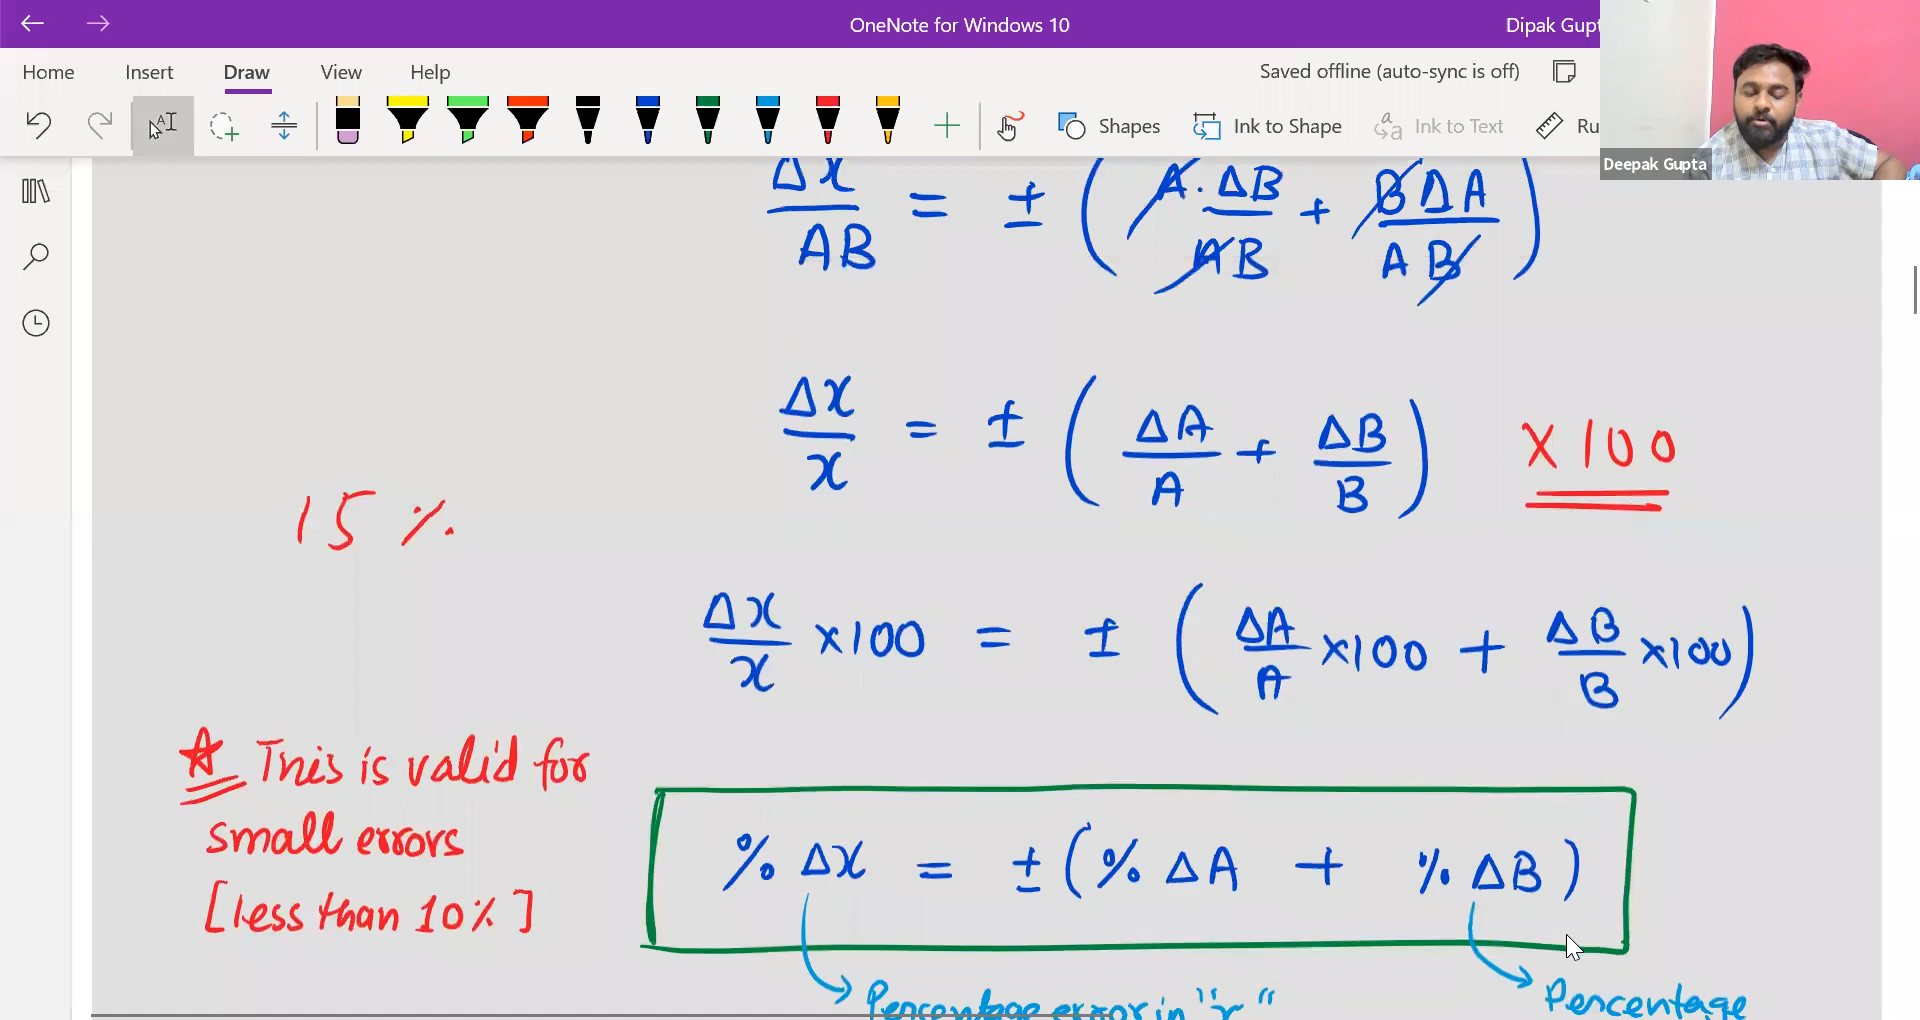 OneNote for Windows 10
Dipak Gupt
Home Insert Draw View Help
Saved offline (auto-sync is off)
Shapes Ink to Shape Ink to Text Ru
Deepak Gupta
Δx/AB = ± (A·ΔB/AB + BΔA/AB)
Δx/x = ± (ΔA/A + ΔB/B) ×100
15 %
Δx/x ×100 = ± (ΔA/A ×100 + ΔB/B ×100)
This is valid for
small errors
[less than 10%]
% Δx = ± (% ΔA + % ΔB)
Percentage error in "x"
Percentage